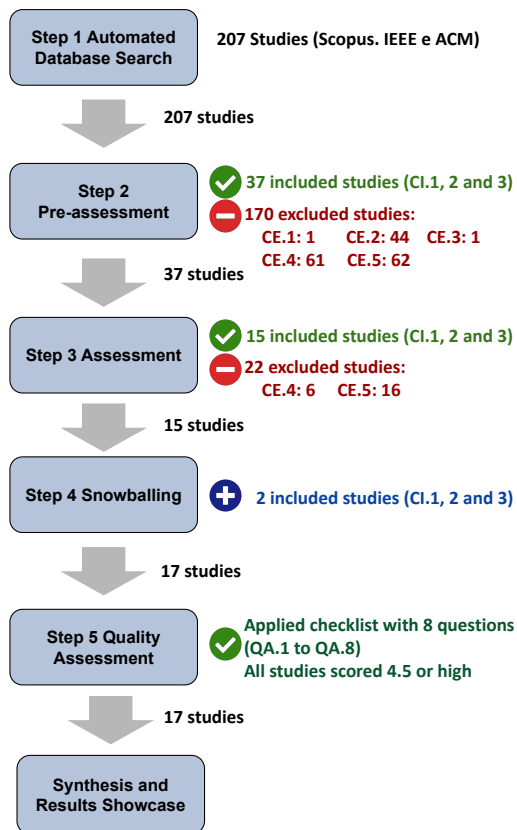 Step 1 Automated
Database Search
207 Studies (Scopus. IEEE e ACM)
207 studies
Step 2
Pre-assessment
37 included studies (CI.1, 2 and 3)
170 excluded studies:
CE.1: 1 CE.2: 44 CE.3: 1
CE.4: 61 CE.5: 62
37 studies
Step 3 Assessment
15 included studies (CI.1, 2 and 3)
22 excluded studies:
CE.4: 6 CE.5: 16
15 studies
Step 4 Snowballing
2 included studies (CI.1, 2 and 3)
17 studies
Step 5 Quality
Assessment
Applied checklist with 8 questions
(QA.1 to QA.8)
All studies scored 4.5 or high
17 studies
Synthesis and
Results Showcase